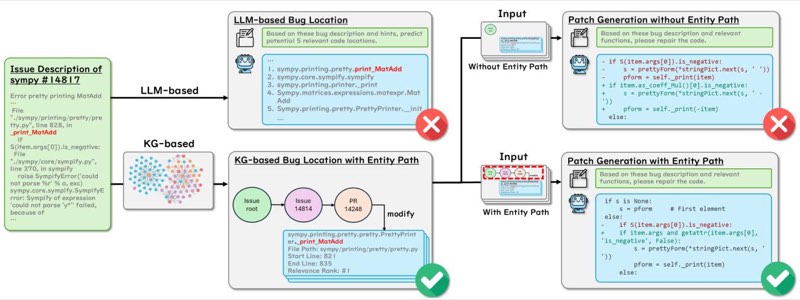 Issue Description of
sympy #14817
Error pretty printing MatAdd
...
File
"./sympy/printing/pretty/pre
tty.py", line 828, in
_print_MatAdd
if
S(item.args[0]).is_negative:
File
"./sympy/core/sympify.py",
line 370, in sympify
raise SympifyError('could
not parse %r' % a, exc)
sympy.core.sympify.SympifyE
rror: Sympify of expression
'could not parse 'y*'' failed,
because of
...
LLM-based
KG-based
LLM-based Bug Location
Based on these bug description and hints, predict
potential 5 relevant code locations.
...
1. sympy.printing.pretty.print_MatAdd
2. sympy.core.sympify.sympify
3. sympy.printing.printer._print
4. Sympy.matrices.expressions.matexpr.Mat
Add
5. Sympy.printing.pretty.PrettyPrinter.__init
...
KG-based Bug Location with Entity Path
Issue
root
Issue
14814
PR
14248
modify
sympy.printing.pretty.pretty.PrettyPrint
er._print_MatAdd
File Path: sympy/printing/pretty/pretty.py
Start Line: 821
End Line: 835
Relevance Rank: #1
Input
Without Entity Path
Input
With Entity Path
Patch Generation without Entity Path
Based on these bug description and relevant
functions, please repair the code.
- if S(item.args[0]).is_negative:
- s = prettyForm(*stringPict.next(s, ' '))
- pform = self._print(item)
+ if item.as_coeff_Mul()[0].is_negative:
+ s = prettyForm(*stringPict.next(s, ' -
'))
+ pform = self._print(-item)
else:
Patch Generation with Entity Path
Based on these bug description and relevant
functions, please repair the code.
if s is None:
s = pform # First element
else:
- if S(item.args[0]).is_negative:
+ if item.args and getattr(item.args[0],
'is_negative', False):
s = prettyForm(*stringPict.next(s, '
'))
pform = self._print(item)
else: